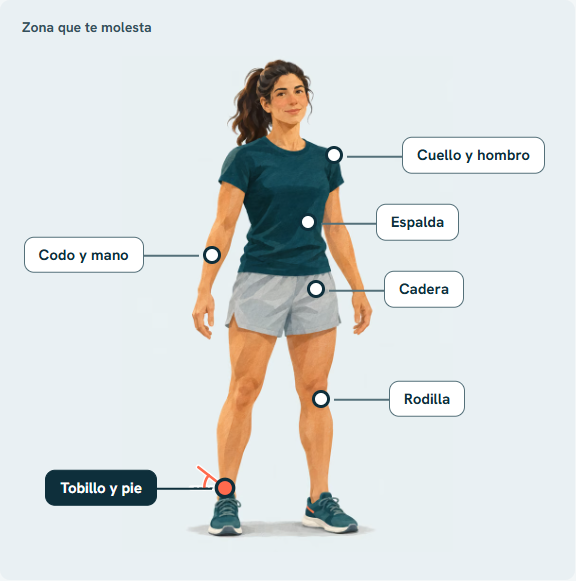 Zona que te molesta
Cuello y hombro
Espalda
Codo y mano
Cadera
Rodilla
Tobillo y pie